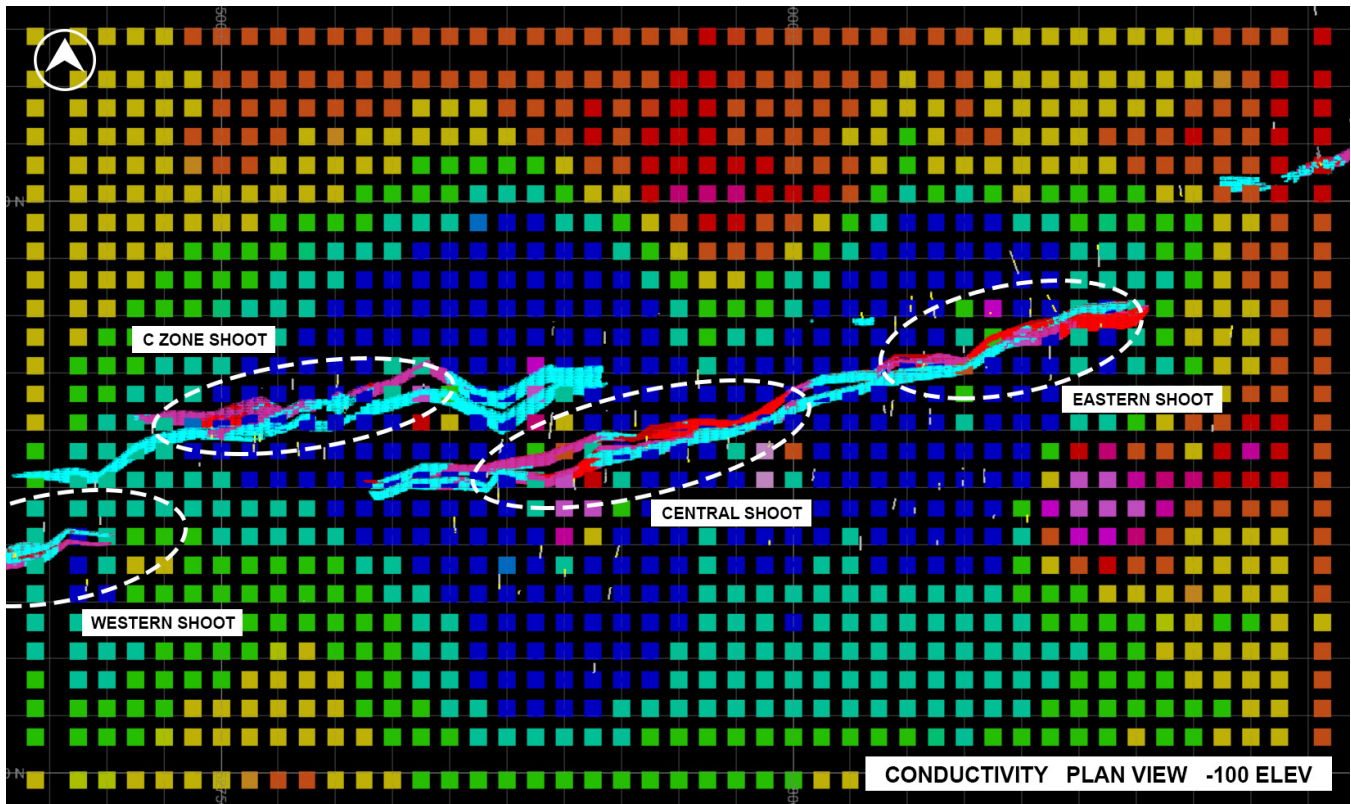 C ZONE SHOOT
EASTERN SHOOT
CENTRAL SHOOT
WESTERN SHOOT
CONDUCTIVITY PLAN VIEW -100 ELEV